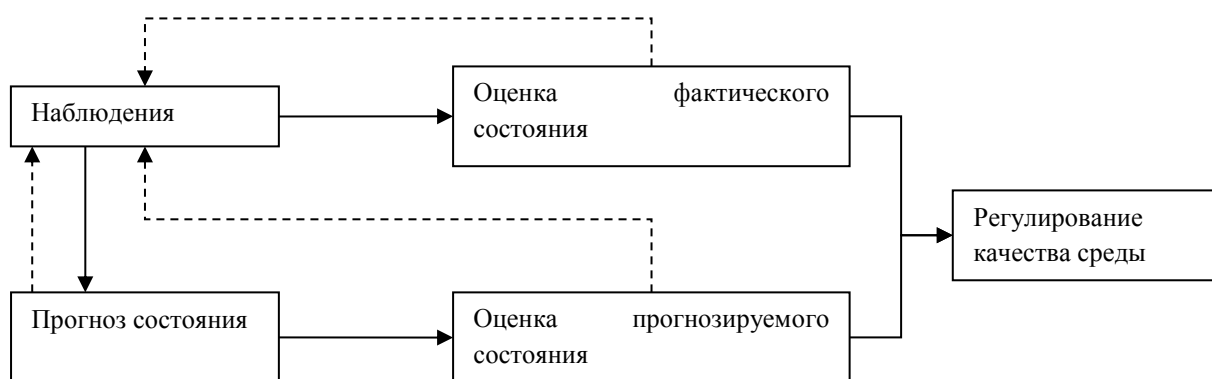 Наблюдения
Оценка фактического
состояния
Регулирование
качества среды
Прогноз состояния
Оценка прогнозируемого
состояния